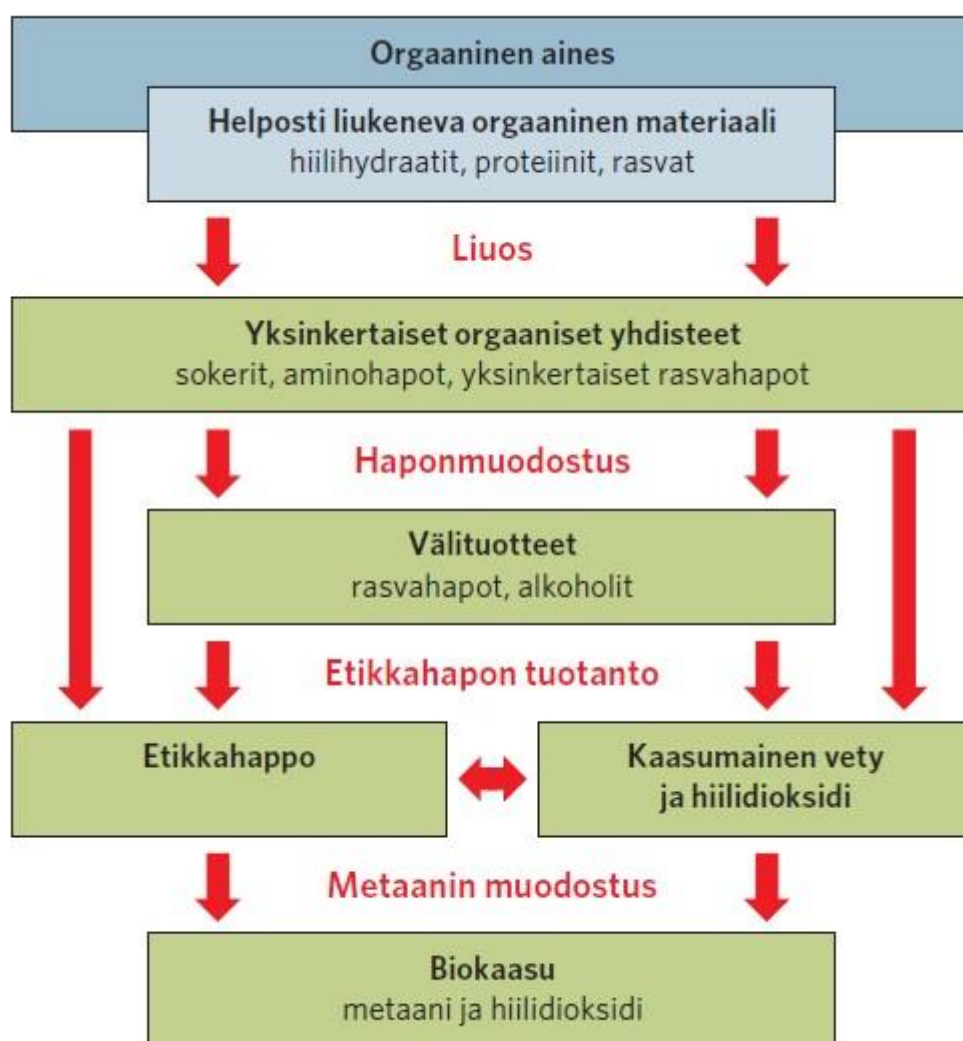 Orgaaninen aines
Helposti liukeneva orgaaninen materiaali
hiilihydraatit, proteiinit, rasvat
Liuos
Yksinkertaiset orgaaniset yhdisteet
sokerit, aminohapot, yksinkertaiset rasvahapot
Haponmuodostus
Välituotteet
rasvahapot, alkoholit
Etikkahapon tuotanto
Etikkahappo
Kaasumainen vety
ja hiilidioksidi
Metaanin muodostus
Biokaasu
metaani ja hiilidioksidi